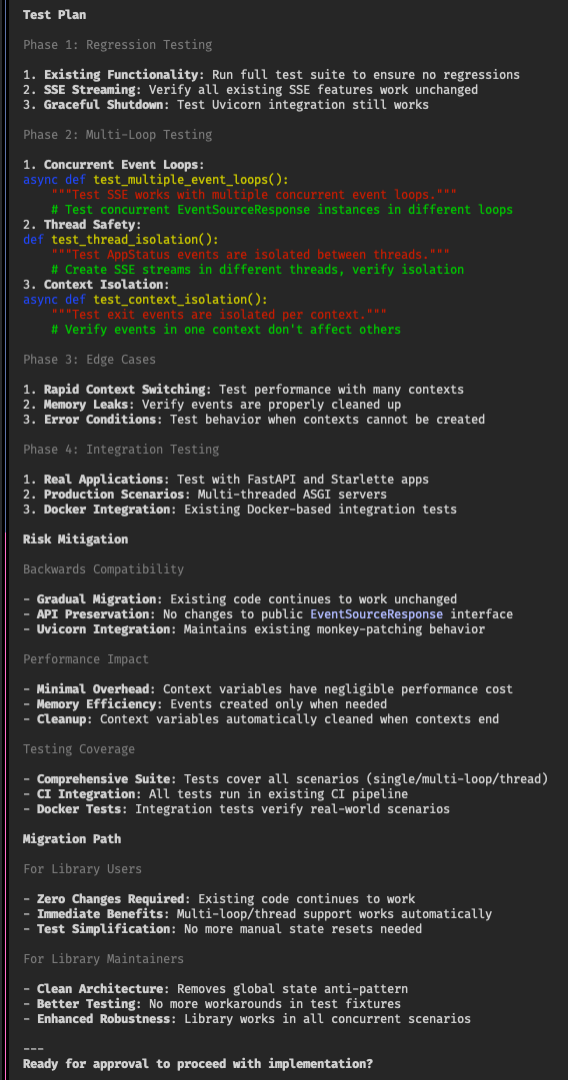 Test Plan
Phase 1: Regression Testing
1. Existing Functionality: Run full test suite to ensure no regressions
2. SSE Streaming: Verify all existing SSE features work unchanged
3. Graceful Shutdown: Test Uvicorn integration still works
Phase 2: Multi-Loop Testing
1. Concurrent Event Loops:
async def test_multiple_event_loops():
    """Test SSE works with multiple concurrent event loops."""
    # Test concurrent EventSourceResponse instances in different loops
2. Thread Safety:
def test_thread_isolation():
    """Test AppStatus events are isolated between threads."""
    # Create SSE streams in different threads, verify isolation
3. Context Isolation:
async def test_context_isolation():
    """Test exit events are isolated per context."""
    # Verify events in one context don't affect others
Phase 3: Edge Cases
1. Rapid Context Switching: Test performance with many contexts
2. Memory Leaks: Verify events are properly cleaned up
3. Error Conditions: Test behavior when contexts cannot be created
Phase 4: Integration Testing
1. Real Applications: Test with FastAPI and Starlette apps
2. Production Scenarios: Multi-threaded ASGI servers
3. Docker Integration: Existing Docker-based integration tests
Risk Mitigation
Backwards Compatibility
- Gradual Migration: Existing code continues to work unchanged
- API Preservation: No changes to public EventSourceResponse interface
- Uvicorn Integration: Maintains existing monkey-patching behavior
Performance Impact
- Minimal Overhead: Context variables have negligible performance cost
- Memory Efficiency: Events created only when needed
- Cleanup: Context variables automatically cleaned when contexts end
Testing Coverage
- Comprehensive Suite: Tests cover all scenarios (single/multi-loop/thread)
- CI Integration: All tests run in existing CI pipeline
- Docker Tests: Integration tests verify real-world scenarios
Migration Path
For Library Users
- Zero Changes Required: Existing code continues to work
- Immediate Benefits: Multi-loop/thread support works automatically
- Test Simplification: No more manual state resets needed
For Library Maintainers
- Clean Architecture: Removes global state anti-pattern
- Better Testing: No more workarounds in test fixtures
- Enhanced Robustness: Library works in all concurrent scenarios
---
Ready for approval to proceed with implementation?